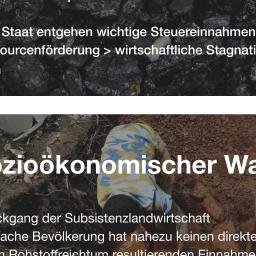 Staat entgehen wichtige Steuereinnahmen
ourcenförderung > wirtschaftliche Stagnati
ozioökonomischer Wa
ckgang der Subsistenzlandwirtschaft
ache Bevölkerung hat nahezu keinen direkte
n Rohstoffreichtum resultierenden Einnahme